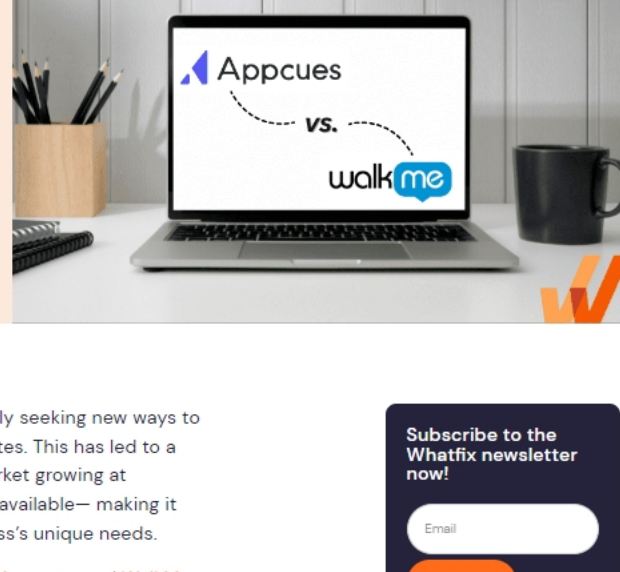 Appcues
vs.
walkme
ly seeking new ways to
tes. This has led to a
rket growing at
available— making it
ss’s unique needs.
Subscribe to the
Whatfix newsletter
now!
Email